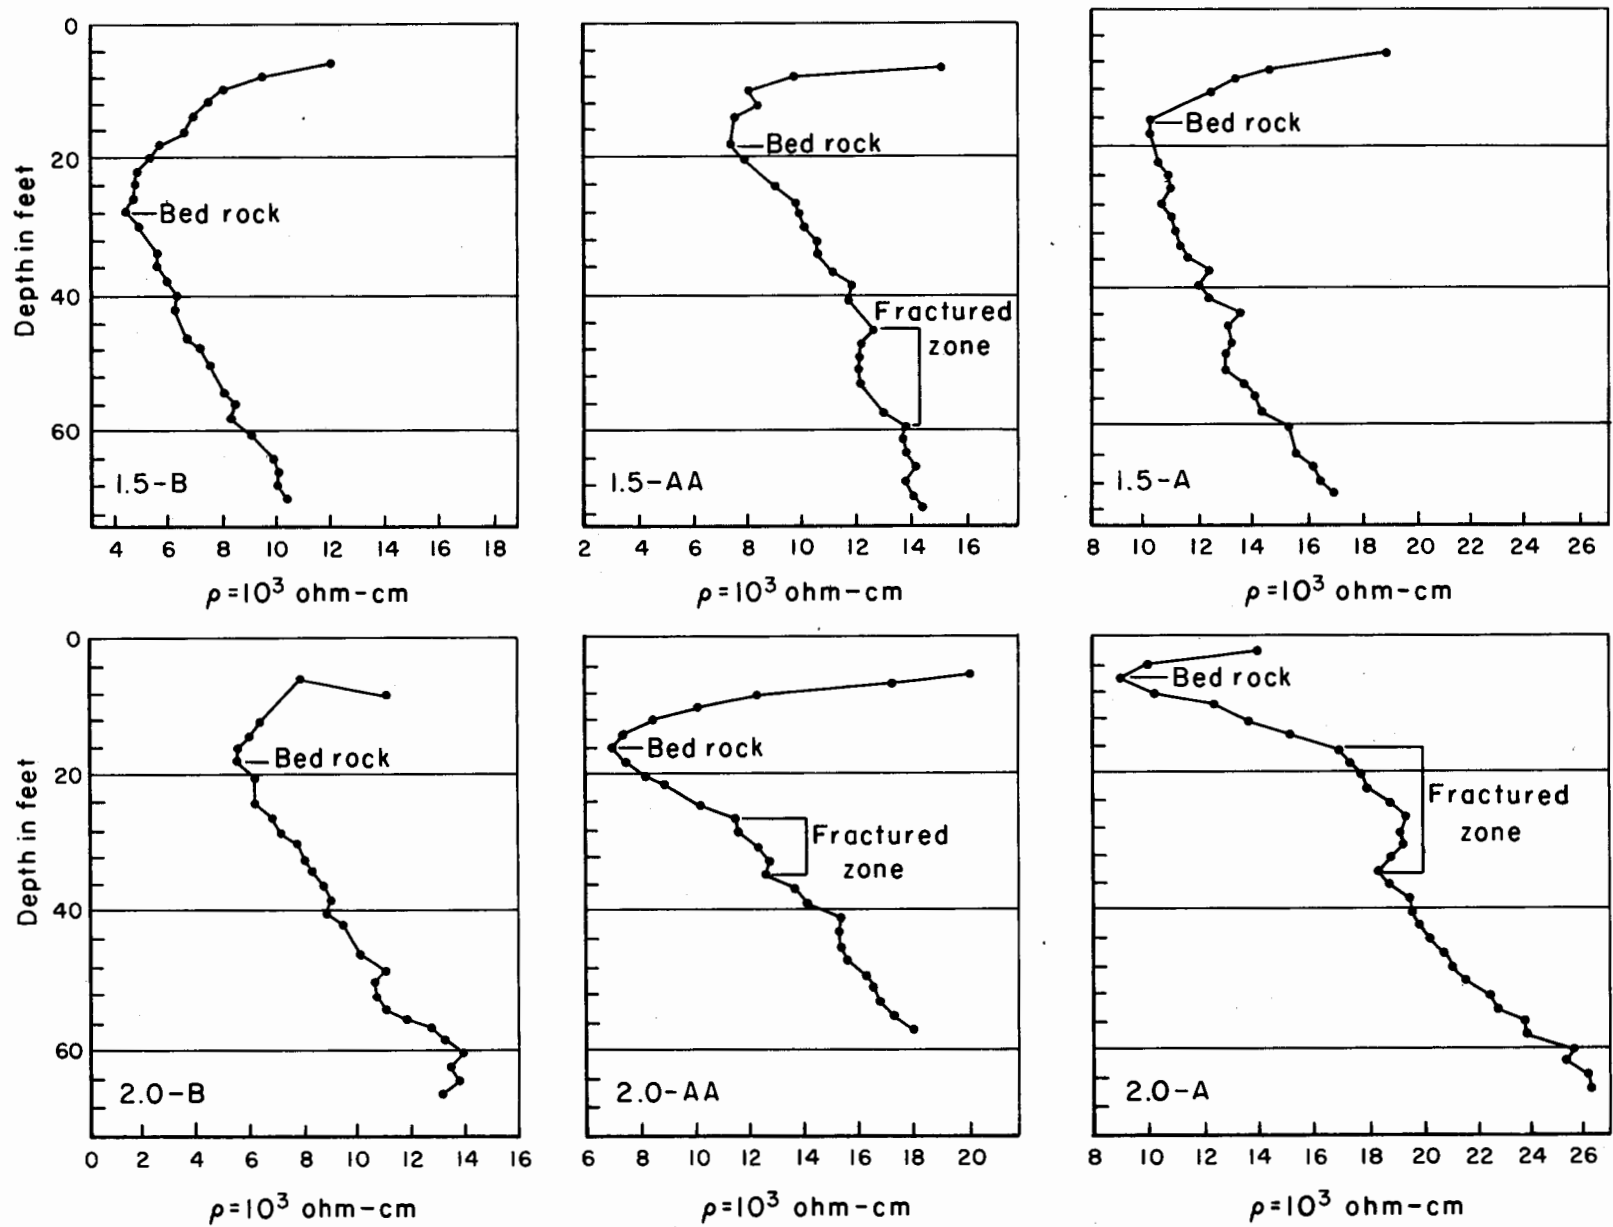 0
20
40
60
Depth in feet
Bed rock
1.5-B
4 6 8 10 12 14 16 18
ρ=10³ ohm-cm
Bed rock
Fractured
zone
1.5-AA
2 4 6 8 10 12 14 16
ρ=10³ ohm-cm
Bed rock
1.5-A
8 10 12 14 16 18 20 22 24 26
ρ=10³ ohm-cm
0
20
40
60
Depth in feet
Bed rock
2.0-B
0 2 4 6 8 10 12 14 16
ρ=10³ ohm-cm
Bed rock
Fractured
zone
2.0-AA
6 8 10 12 14 16 18 20
ρ=10³ ohm-cm
Bed rock
Fractured
zone
2.0-A
8 10 12 14 16 18 20 22 24 26
ρ=10³ ohm-cm